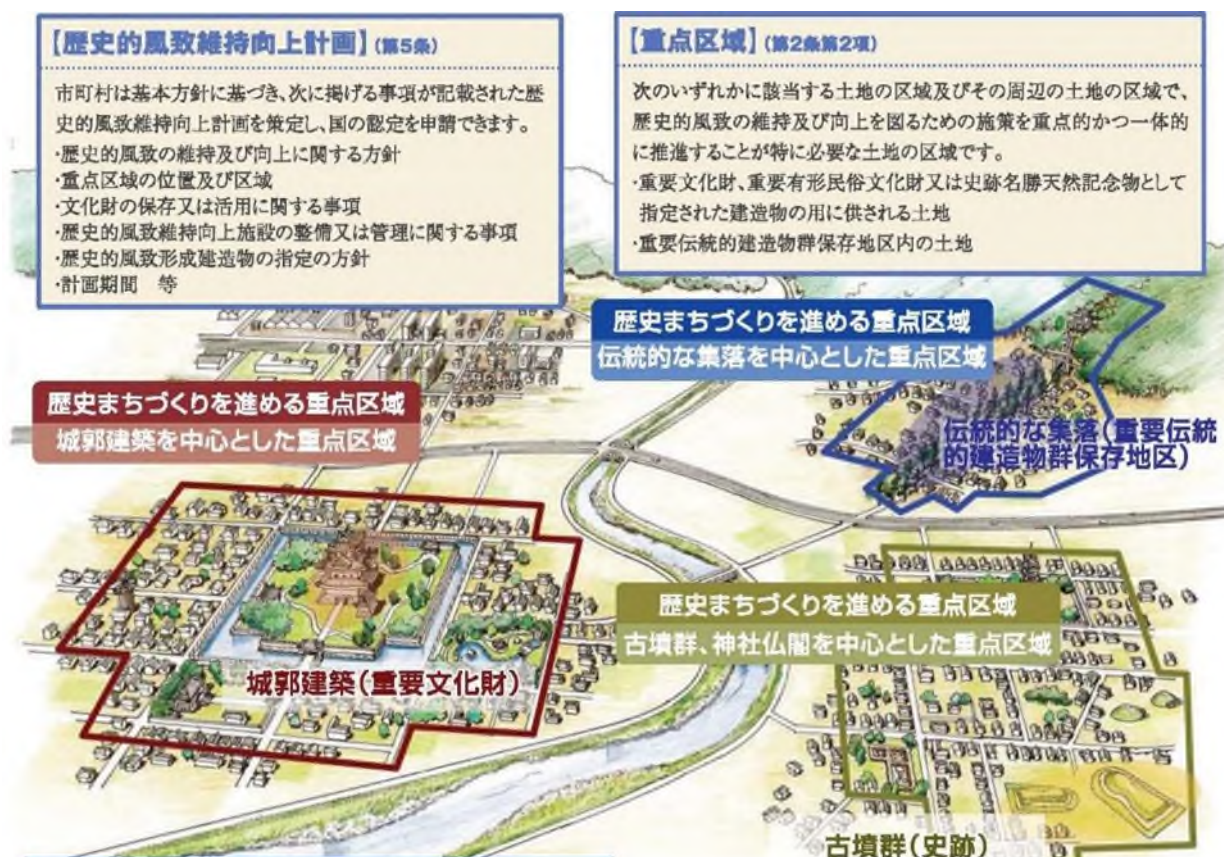 【歴史的風致維持向上計画】(第5条)
市町村は基本方針に基づき、次に掲げる事項が記載された歴
史的風致維持向上計画を策定し、国の認定を申請できます。
・歴史的風致の維持及び向上に関する方針
・重点区域の位置及び区域
・文化財の保存又は活用に関する事項
・歴史的風致維持向上施設の整備又は管理に関する事項
・歴史的風致形成建造物の指定の方針
・計画期間　等
【重点区域】(第2条第2項)
次のいずれかに該当する土地の区域及びその周辺の土地の区域で、
歴史的風致の維持及び向上を図るための施策を重点的かつ一体的
に推進することが特に必要な土地の区域です。
・重要文化財、重要有形民俗文化財又は史跡名勝天然記念物として
指定された建造物の用に供される土地
・重要伝統的建造物群保存地区内の土地
歴史まちづくりを進める重点区域
伝統的な集落を中心とした重点区域
歴史まちづくりを進める重点区域
城郭建築を中心とした重点区域
伝統的な集落(重要伝統
的建造物群保存地区)
歴史まちづくりを進める重点区域
古墳群、神社仏閣を中心とした重点区域
城郭建築(重要文化財)
古墳群(史跡)